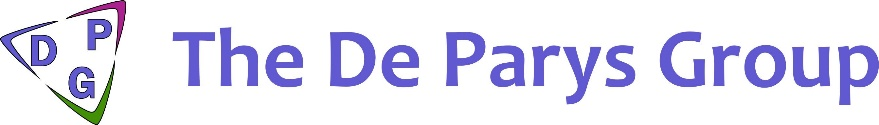 D P G
The De Parys Group